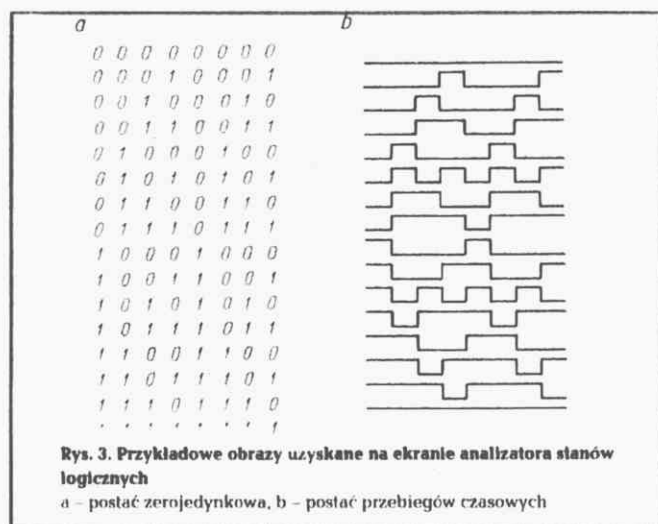 a b
0 0 0 0 0 0 0 0
0 0 0 1 0 0 0 1
0 0 1 0 0 0 1 0
0 0 1 1 0 0 1 1
0 1 0 0 0 1 0 0
0 1 0 1 0 1 0 1
0 1 1 0 0 1 1 0
0 1 1 1 0 1 1 1
1 0 0 0 1 0 0 0
1 0 0 1 1 0 0 1
1 0 1 0 1 0 1 0
1 0 1 1 1 0 1 1
1 1 0 0 1 1 0 0
1 1 0 1 1 1 0 1
1 1 1 0 1 1 1 0
Rys. 3. Przykładowe obrazy uzyskane na ekranie analizatora stanów
logicznych
a – postać zerojedynkowa, b – postać przebiegów czasowych